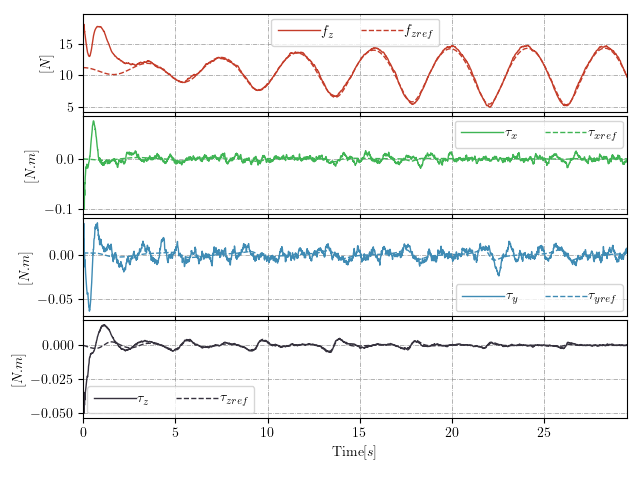 f_z f_zref
15
10
5
[N]
τ_x τ_xref
0.0
−0.1
[N.m]
0.00
−0.05
[N.m]
τ_y τ_yref
0.000
−0.025
−0.050
[N.m]
τ_z τ_zref
0 5 10 15 20 25
Time[s]